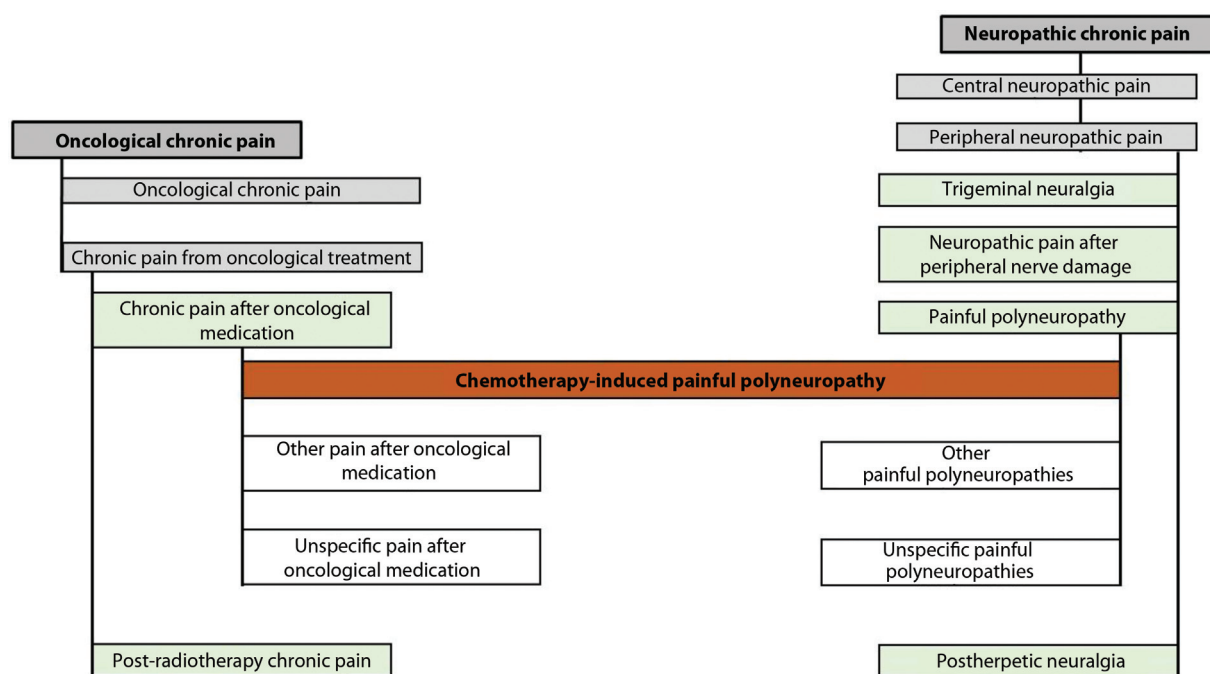 Neuropathic chronic pain
Central neuropathic pain
Oncological chronic pain
Peripheral neuropathic pain
Oncological chronic pain
Trigeminal neuralgia
Chronic pain from oncological treatment
Neuropathic pain after
peripheral nerve damage
Chronic pain after oncological
medication
Painful polyneuropathy
Chemotherapy-induced painful polyneuropathy
Other pain after oncological
medication
Other
painful polyneuropathies
Unspecific pain after
oncological medication
Unspecific painful
polyneuropathies
Post-radiotherapy chronic pain
Postherpetic neuralgia